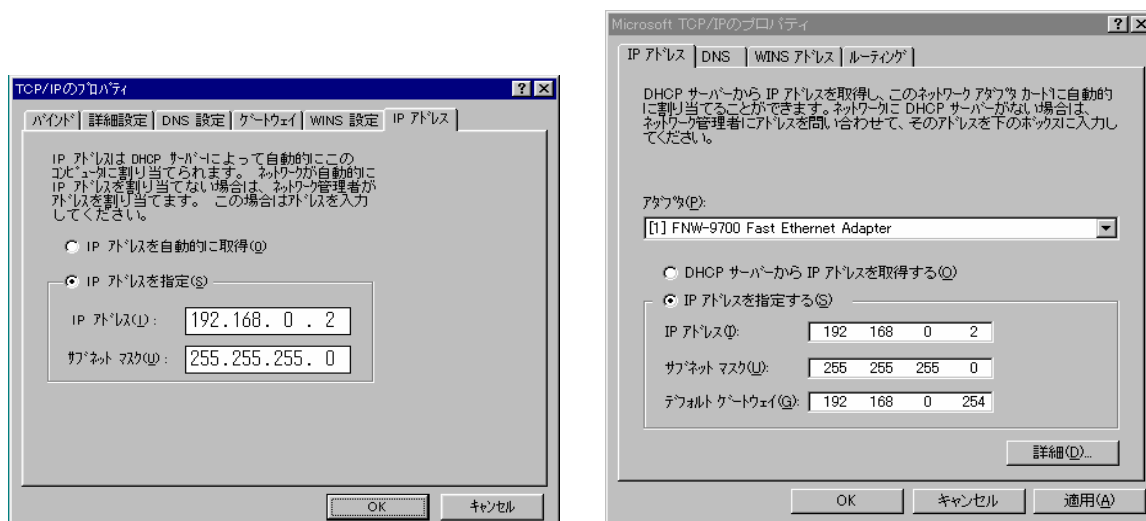 TCP/IPのﾌﾟﾛﾊﾟﾃｨ
ﾊﾞｲﾝﾄﾞ 詳細設定 DNS 設定 ｹﾞｰﾄｳｪｲ WINS 設定 IP ｱﾄﾞﾚｽ
IP ｱﾄﾞﾚｽは DHCP ｻｰﾊﾞｰによって自動的にこの
ｺﾝﾋﾟｭｰﾀに割り当てられます。 ﾈｯﾄﾜｰｸが自動的に
IP ｱﾄﾞﾚｽを割り当てない場合は、ﾈｯﾄﾜｰｸ管理者が
ｱﾄﾞﾚｽを割り当てます。 この場合はｱﾄﾞﾚｽを入力
してください。
IP ｱﾄﾞﾚｽを自動的に取得(O)
IP ｱﾄﾞﾚｽを指定(S)
IP ｱﾄﾞﾚｽ(I):
192.168. 0 . 2
ｻﾌﾞﾈｯﾄ ﾏｽｸ(U):
255.255.255. 0
OK ｷｬﾝｾﾙ
Microsoft TCP/IPのプロパティ
IP ｱﾄﾞﾚｽ DNS WINS ｱﾄﾞﾚｽ ﾙｰﾃｨﾝｸﾞ
DHCP サーバーから IP アドレスを取得し、このネットワーク アダプタ カードに自動的
に割り当てることができます。ネットワークに DHCP サーバーがない場合は、
ネットワーク管理者にアドレスを問い合わせて、そのアドレスを下のボックスに入力し
てください。
ｱﾀﾞﾌﾟﾀ(P):
[1] FNW-9700 Fast Ethernet Adapter
DHCP サーバーから IP アドレスを取得する(O)
IP アドレスを指定する(S)
IP ｱﾄﾞﾚｽ(I): 192 168 0 2
ｻﾌﾞﾈｯﾄ ﾏｽｸ(U): 255 255 255 0
ﾃﾞﾌｫﾙﾄ ｹﾞｰﾄｳｪｲ(G): 192 168 0 254
詳細(D)...
OK キャンセル 適用(A)